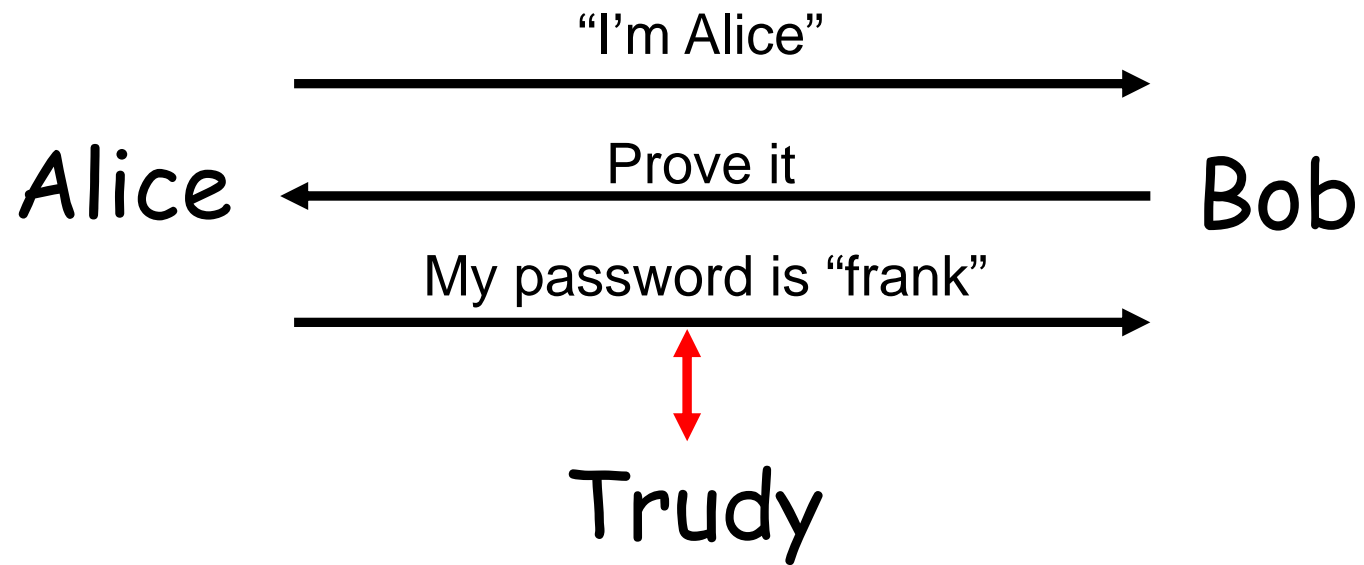 “I’m Alice”
Prove it
Alice
Bob
My password is “frank”
Trudy